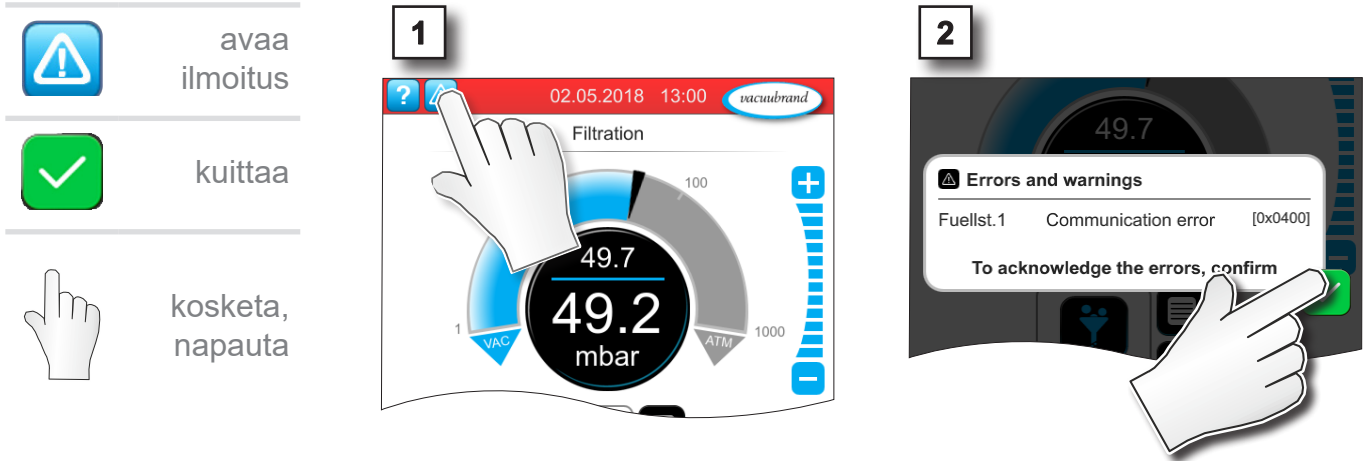 avaa
ilmoitus
kuittaa
kosketa,
napauta
1
? 02.05.2018 13:00 vacuubrand
Filtration
100
49.7
49.2
mbar
1
1000
VAC
ATM
2
49.7
Errors and warnings
Fuellst.1 Communication error [0x0400]
To acknowledge the errors, confirm